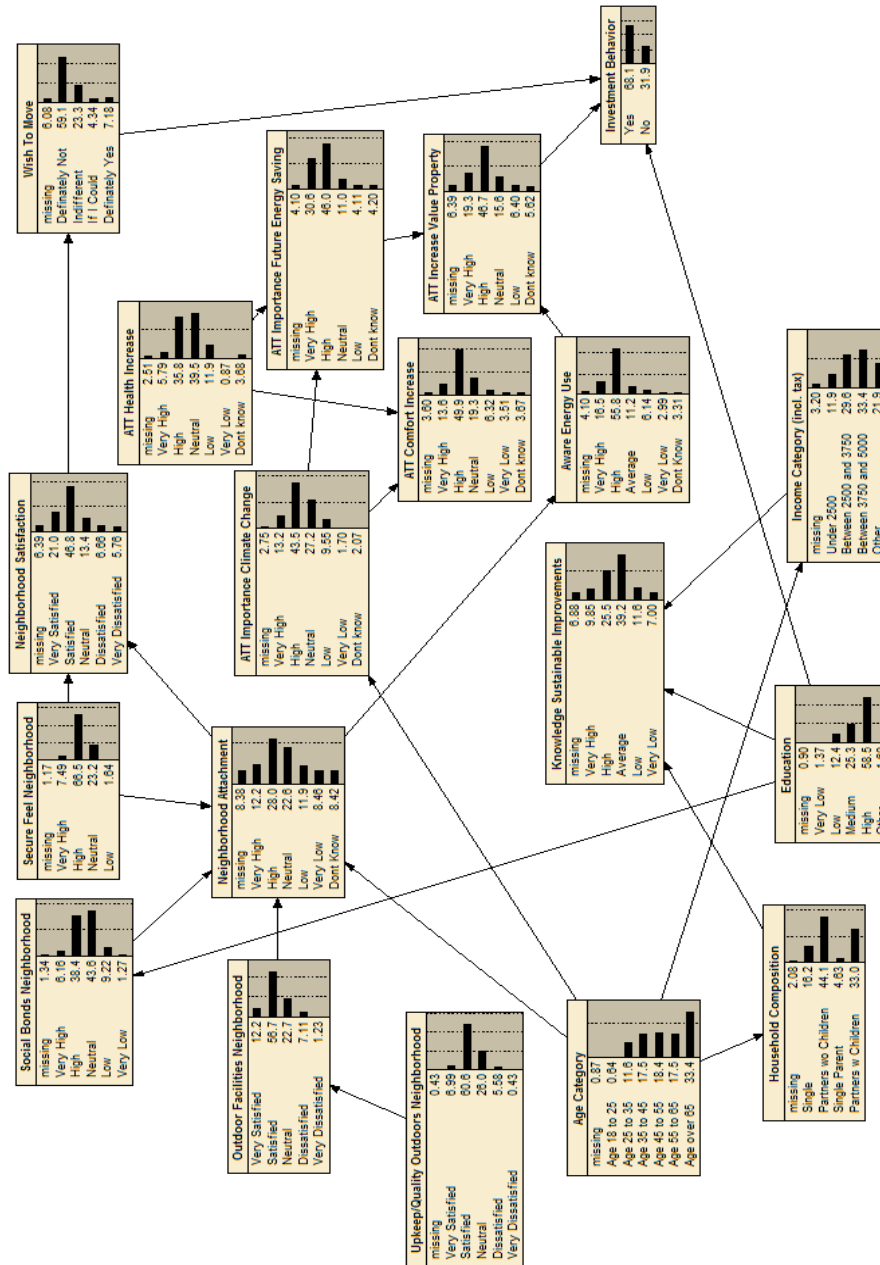 Social Bonds Neighborhood
missing 1.34
Very High 6.16
High 38.4
Neutral 43.6
Low 9.22
Very Low 1.27
Secure Feel Neighborhood
missing 1.17
Very High 7.49
High 66.5
Neutral 23.2
Low 1.64
Neighborhood Satisfaction
missing 6.39
Very Satisfied 21.0
Satisfied 46.8
Neutral 13.4
Dissatisfied 6.66
Very Dissatisfied 5.76
Wish To Move
missing 6.08
Definately Not 59.1
Indifferent 23.3
If I Could 4.34
Definately Yes 7.18
Outdoor Facilities Neighborhood
Very Satisfied 12.2
Satisfied 56.7
Neutral 22.7
Dissatisfied 7.11
Very Dissatisfied 1.23
Neighborhood Attachment
missing 8.38
Very High 12.2
High 28.0
Neutral 22.6
Low 11.9
Very Low 8.46
Dont Know 8.42
ATT Health Increase
missing 2.51
Very High 5.79
High 35.8
Neutral 39.5
Low 11.9
Very Low 0.87
Dont know 3.68
ATT Importance Climate Change
missing 2.75
Very High 13.2
High 43.5
Neutral 27.2
Low 9.55
Very Low 1.70
Dont know 2.07
ATT Importance Future Energy Saving
missing 4.10
Very High 30.6
High 46.0
Neutral 11.0
Low 4.11
Dont know 4.20
Upkeep/Quality Outdoors Neighborhood
missing 0.43
Very Satisfied 6.99
Satisfied 60.6
Neutral 26.0
Dissatisfied 5.58
Very Dissatisfied 0.43
ATT Comfort Increase
missing 3.60
Very High 13.6
High 49.9
Neutral 19.3
Low 6.32
Very Low 3.51
Dont know 3.67
ATT Increase Value Property
missing 6.39
Very High 19.3
High 46.7
Neutral 15.6
Low 6.40
Dont know 5.62
Investment Behavior
Yes 68.1
No 31.9
Age Category
missing 0.87
Age 18 to 25 0.64
Age 25 to 35 11.6
Age 35 to 45 17.5
Age 45 to 55 18.4
Age 55 to 65 17.5
Age over 65 33.4
Knowledge Sustainable Improvements
missing 6.88
Very High 9.85
High 25.5
Average 39.2
Low 11.6
Very Low 7.00
Aware Energy Use
missing 4.10
Very High 16.5
High 55.8
Average 11.2
Low 6.14
Very Low 2.99
Dont Know 3.31
Household Composition
missing 2.08
Single 16.2
Partners wo Children 44.1
Single Parent 4.63
Partners w Children 33.0
Education
missing 0.90
Very Low 1.37
Low 12.4
Medium 25.3
High 58.5
Income Category (incl. tax)
missing 3.20
Under 2500 11.9
Between 2500 and 3750 29.6
Between 3750 and 5000 33.4
Other 21.9